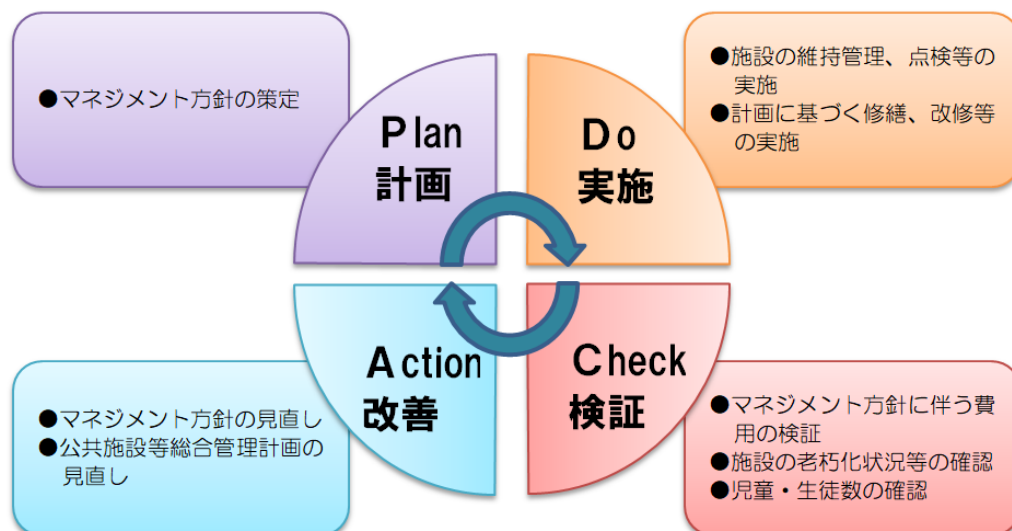 ●マネジメント方針の策定
Plan
計画
Do
実施
●施設の維持管理、点検等の
実施
●計画に基づく修繕、改修等
の実施
Action
改善
●マネジメント方針の見直し
●公共施設等総合管理計画の
見直し
Check
検証
●マネジメント方針に伴う費
用の検証
●施設の老朽化状況等の確認
●児童・生徒数の確認